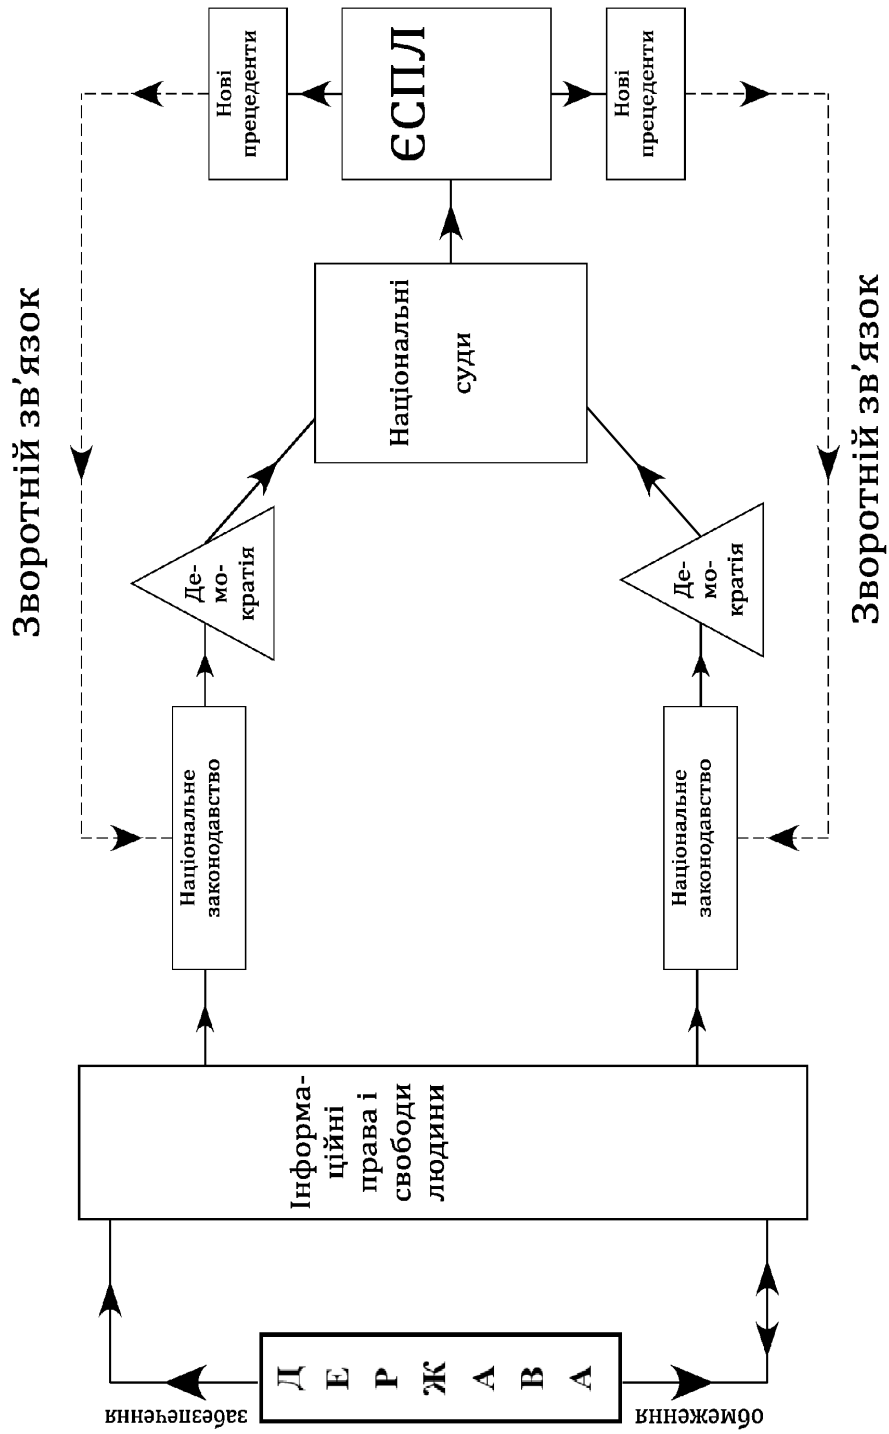 Зворотній зв’язок
забезпечення
Д
Е
Р
Ж
А
В
А
обмеження
Інформа-
ційні
права і
свободи
людини
Національне
законодавство
Де-
мо-
кратія
Національне
законодавство
Де-
мо-
кратія
Національні
суди
Нові
прецеденти
ЄСПЛ
Нові
прецеденти
Зворотній зв’язок